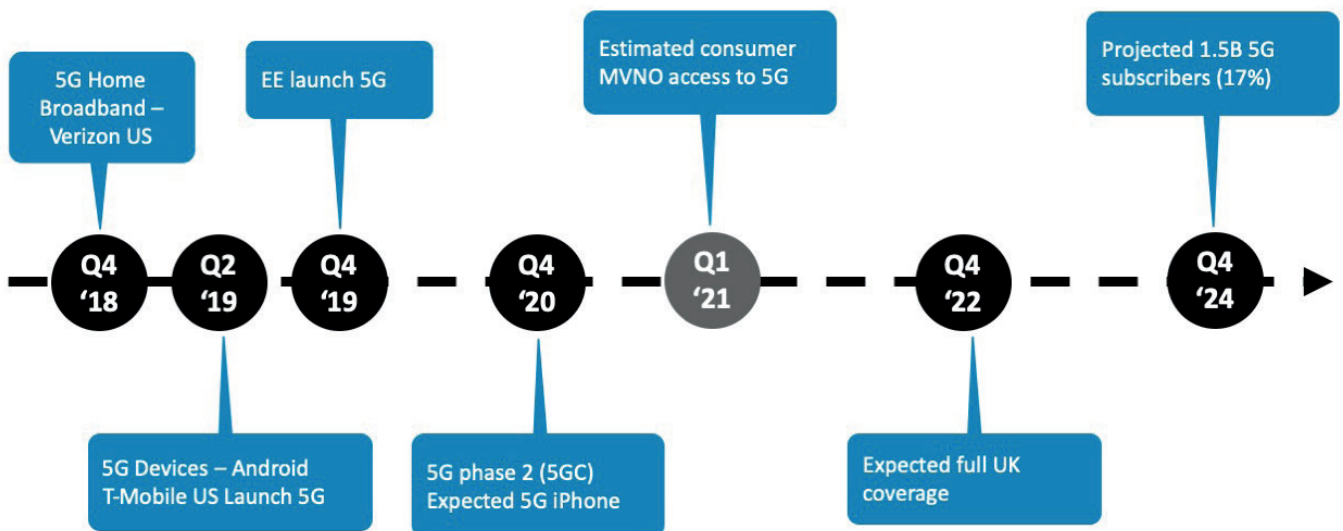 5G Home
Broadband –
Verizon US
EE launch 5G
Estimated consumer
MVNO access to 5G
Projected 1.5B 5G
subscribers (17%)
Q4
‘18
Q2
‘19
Q4
‘19
Q4
‘20
Q1
‘21
Q4
‘22
Q4
‘24
5G Devices – Android
T-Mobile US Launch 5G
5G phase 2 (5GC)
Expected 5G iPhone
Expected full UK
coverage